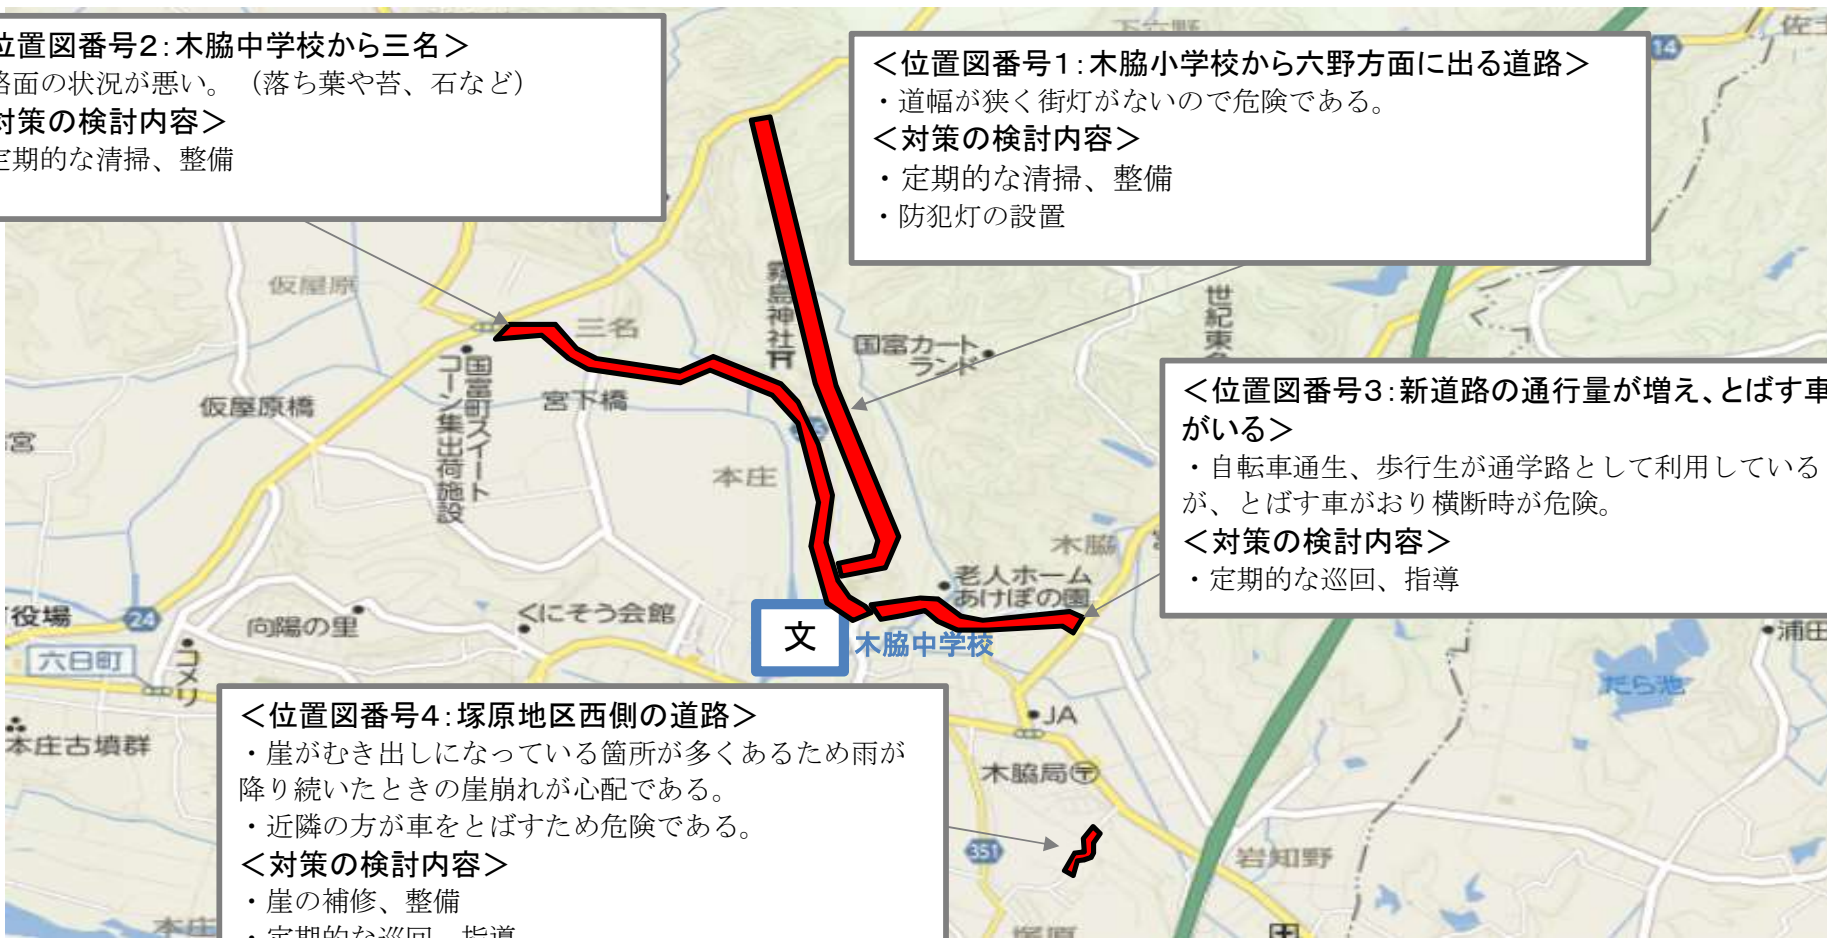 位置図番号2：木脇中学校から三名＞
路面の状況が悪い。（落ち葉や苔、石など）
対策の検討内容＞
定期的な清掃、整備
＜位置図番号1：木脇小学校から六野方面に出る道路＞
・道幅が狭く街灯がないので危険である。
＜対策の検討内容＞
・定期的な清掃、整備
・防犯灯の設置
下六野
14
仮屋原
三名
霧島神社
国富カート
ランド
世紀東
国富町スイート
コーン集出荷施設
仮屋原橋
宮下橋
宮
本庄
＜位置図番号3：新道路の通行量が増え、とばす車
がいる＞
・自転車通生、歩行生が通学路として利用している
が、とばす車がおり横断時が危険。
＜対策の検討内容＞
・定期的な巡回、指導
木脇
老人ホーム
あけぼの園
役場
24
向陽の里
くにそう会館
文
木脇中学校
六日町
コメリ
浦田
だら池
本庄古墳群
＜位置図番号4：塚原地区西側の道路＞
・崖がむき出しになっている箇所が多くあるため雨が
降り続いたときの崖崩れが心配である。
・近隣の方が車をとばすため危険である。
＜対策の検討内容＞
・崖の補修、整備
・定期的な巡回、指導
JA
木脇局〒
351
岩知野
本庄
塚原